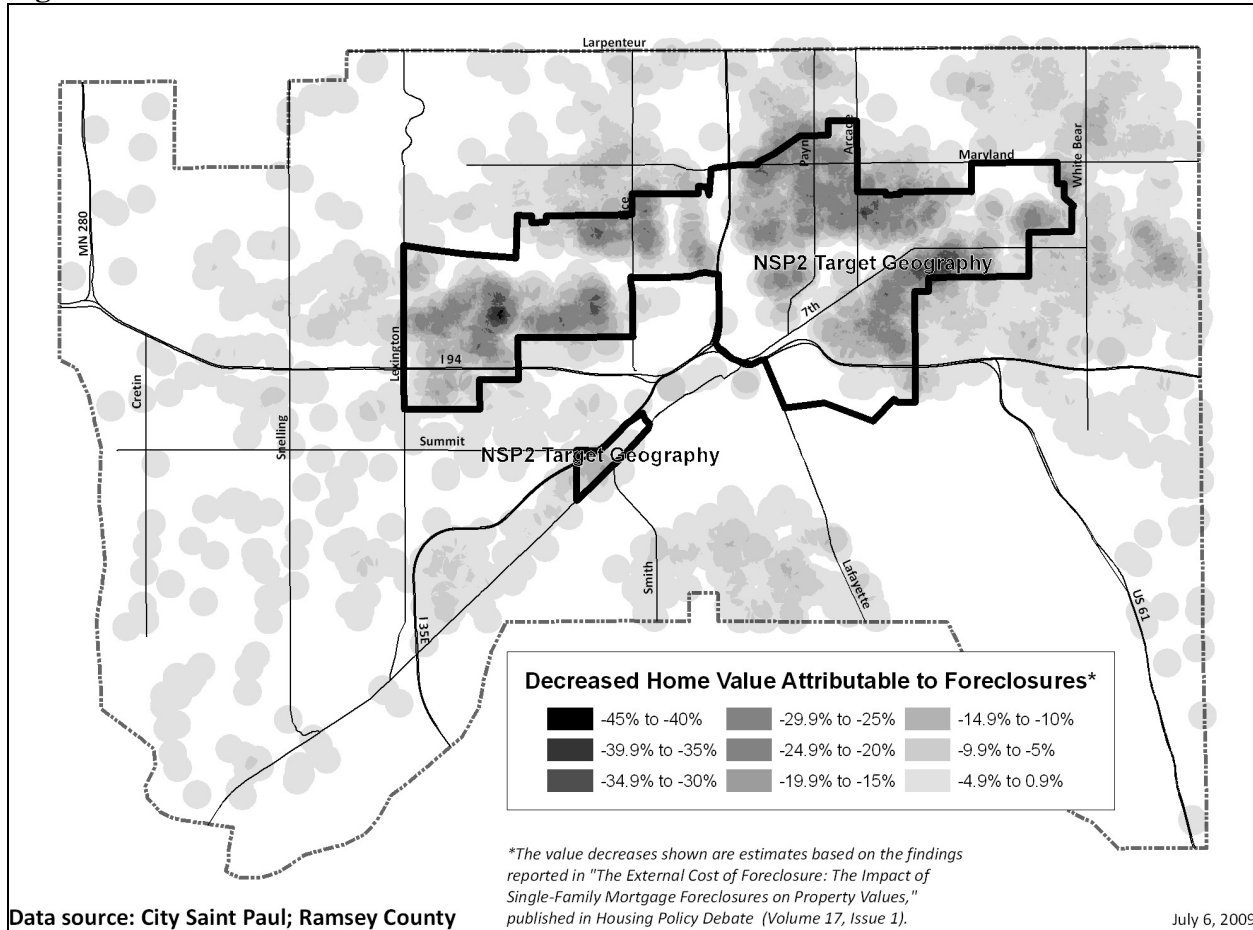 Larpenteur
Payn
Arcade
Maryland
White Bear
ice
MN 280
NSP2 Target Geography
7th
Lexington
I 94
Cretin
Snelling
Summit
NSP2 Target Geography
Smith
Lafayette
I 35E
US 61
Decreased Home Value Attributable to Foreclosures*
-45% to -40%
-29.9% to -25%
-14.9% to -10%
-39.9% to -35%
-24.9% to -20%
-9.9% to -5%
-34.9% to -30%
-19.9% to -15%
-4.9% to 0.9%
*The value decreases shown are estimates based on the findings
reported in "The External Cost of Foreclosure: The Impact of
Single-Family Mortgage Foreclosures on Property Values,"
published in Housing Policy Debate (Volume 17, Issue 1).
Data source: City Saint Paul; Ramsey County
July 6, 2009